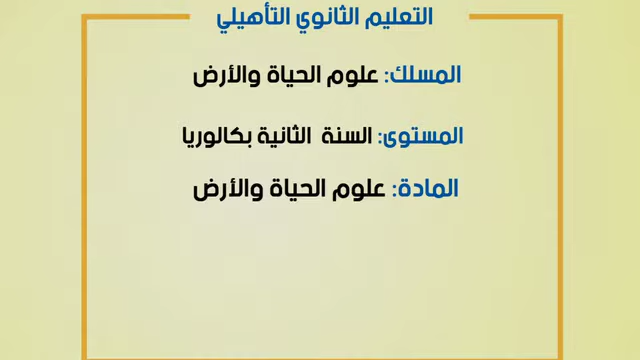 التعليم الثانوي التأهيلي
المسلك: علوم الحياة والأرض
المستوى: السنة الثانية بكالوريا
المادة: علوم الحياة والأرض